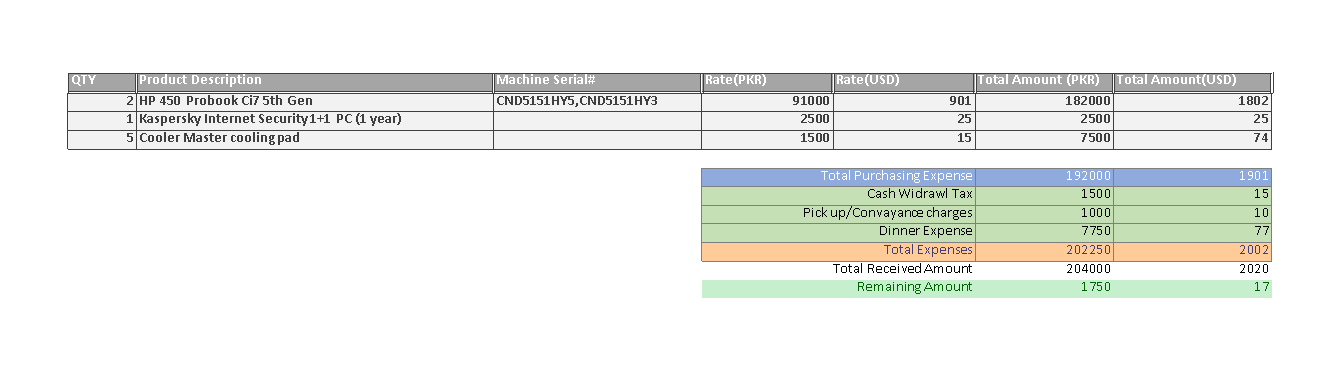 QTY Product Description Machine Serial# Rate(PKR) Rate(USD) Total Amount (PKR) Total Amount(USD)
2 HP 450 Probook Ci7 5th Gen CND5151HY5,CND5151HY3 91000 901 182000 1802
1 Kaspersky Internet Security1+1 PC (1 year) 2500 25 2500 25
5 Cooler Master cooling pad 1500 15 7500 74
Total Purchasing Expense 192000 1901
Cash Widrawl Tax 1500 15
Pick up/Convayance charges 1000 10
Dinner Expense 7750 77
Total Expenses 202250 2002
Total Received Amount 204000 2020
Remaining Amount 1750 17